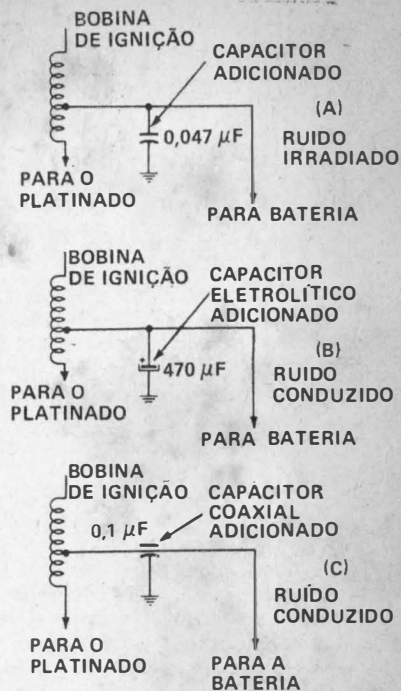 BOBINA
DE IGNIÇÃO
CAPACITOR
ADICIONADO
0,047 µF
(A)
RUIDO
IRRADIADO
PARA O
PLATINADO
PARA BATERIA
BOBINA
DE IGNIÇÃO
CAPACITOR
ELETROLÍTICO
ADICIONADO
+
470 µF
(B)
RUIDO
CONDUZIDO
PARA O
PLATINADO
PARA BATERIA
BOBINA
DE IGNIÇÃO
CAPACITOR
COAXIAL
ADICIONADO
0,1 µF
(C)
RUÍDO
CONDUZIDO
PARA O
PLATINADO
PARA A
BATERIA